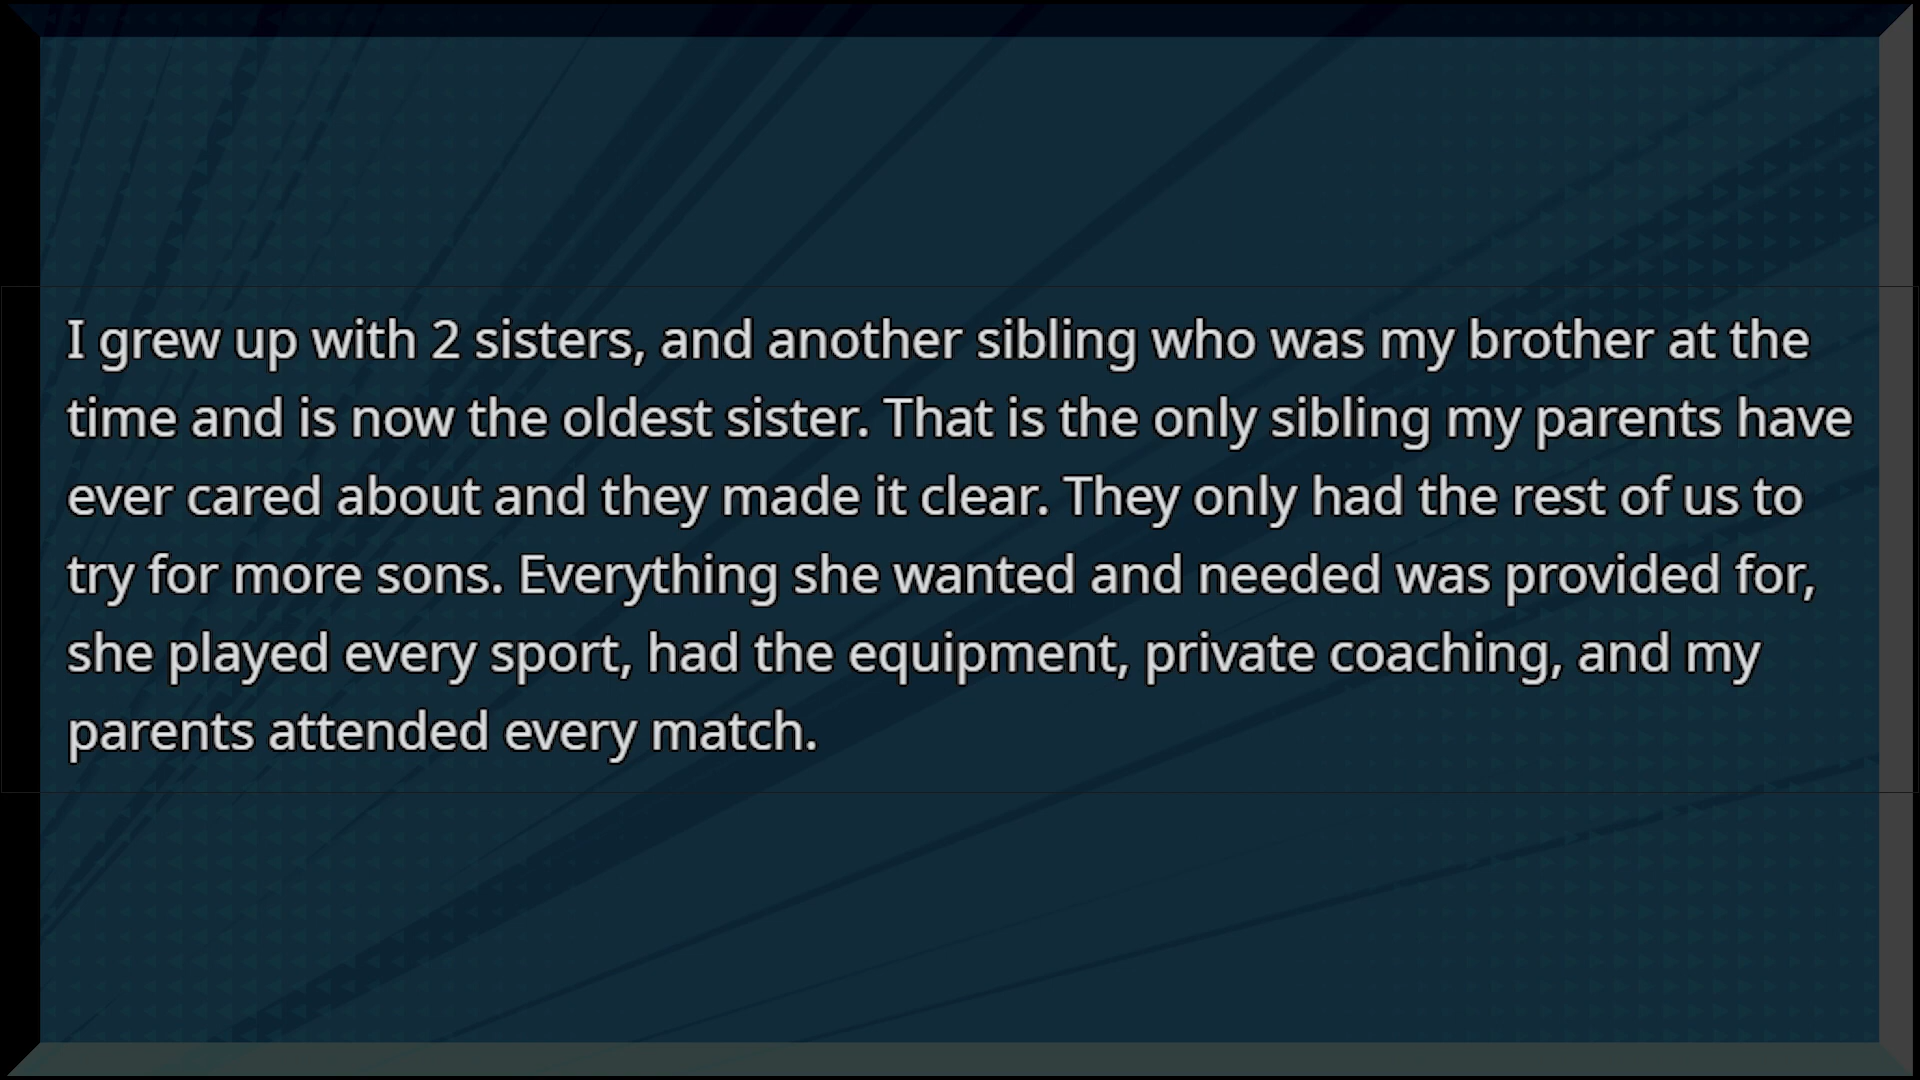 I grew up with 2 sisters, and another sibling who was my brother at the
time and is now the oldest sister. That is the only sibling my parents have
ever cared about and they made it clear. They only had the rest of us to
try for more sons. Everything she wanted and needed was provided for,
she played every sport, had the equipment, private coaching, and my
parents attended every match.